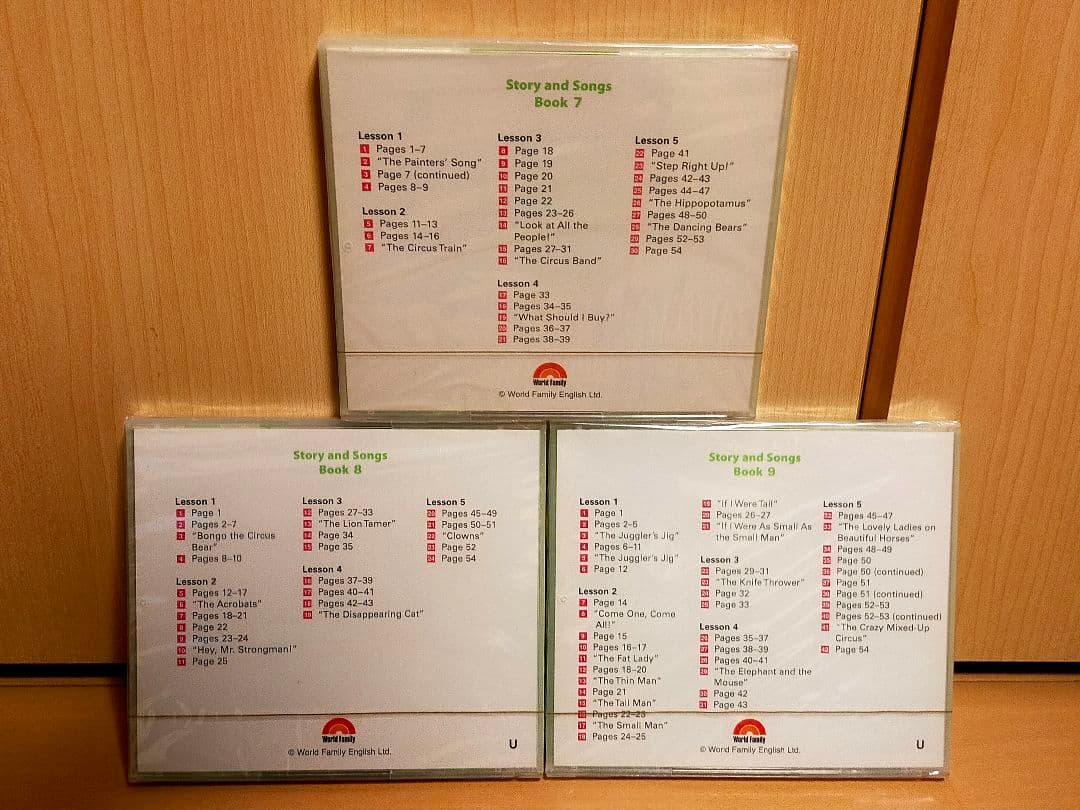 Story and Songs
Book 7
Lesson 1
1 Pages 1–7
2 "The Painters' Song"
3 Page 7 (continued)
4 Pages 8–9
Lesson 2
5 Pages 11–13
6 Pages 14–16
7 "The Circus Train"
Lesson 3
8 Page 18
9 Page 19
10 Page 20
11 Page 21
12 Page 22
13 Pages 23–26
14 "Look at All the
People!"
15 Pages 27–31
16 "The Circus Band"
Lesson 4
17 Page 33
18 Pages 34–35
19 "What Should I Buy?"
20 Pages 36–37
21 Pages 38–39
Lesson 5
22 Page 41
23 "Step Right Up!"
24 Pages 42–43
25 Pages 44–47
26 "The Hippopotamus"
27 Pages 48–50
28 "The Dancing Bears"
29 Pages 52–53
30 Page 54
World Family
© World Family English Ltd.
Story and Songs
Book 8
Lesson 1
1 Page 1
2 Pages 2–7
3 "Bongo the Circus
Bear"
4 Pages 8–10
Lesson 2
5 Pages 12–17
6 "The Acrobats"
7 Pages 18–21
8 Page 22
9 Pages 23–24
10 "Hey, Mr. Strongman!"
11 Page 25
Lesson 3
12 Pages 27–33
13 "The Lion Tamer"
14 Page 34
15 Page 35
Lesson 4
16 Pages 37–39
17 Pages 40–41
18 Pages 42–43
19 "The Disappearing Cat"
Lesson 5
20 Pages 45–49
21 Pages 50–51
22 "Clowns"
23 Page 52
24 Page 54
World Family
© World Family English Ltd.
U
Story and Songs
Book 9
Lesson 1
1 Page 1
2 Pages 2–5
3 "The Juggler's Jig"
4 Pages 6–11
5 "The Juggler's Jig"
6 Page 12
Lesson 2
7 Page 14
8 "Come One, Come
All!"
9 Page 15
10 Pages 16–17
11 "The Fat Lady"
12 Pages 18–20
13 "The Thin Man"
14 Page 21
15 "The Tall Man"
16 Pages 22–23
17 "The Small Man"
18 Pages 24–25
19 "If I Were Tall"
20 Pages 26–27
21 "If I Were As Small As
the Small Man"
Lesson 3
22 Pages 29–31
23 "The Knife Thrower"
24 Page 32
25 Page 33
Lesson 4
26 Pages 35–37
27 Pages 38–39
28 Pages 40–41
29 "The Elephant and the
Mouse"
30 Page 42
31 Page 43
Lesson 5
32 Pages 45–47
33 "The Lovely Ladies on
Beautiful Horses"
34 Pages 48–49
35 Page 50
36 Page 50 (continued)
37 Page 51
38 Page 51 (continued)
39 Pages 52–53
40 Pages 52–53 (continued)
41 "The Crazy Mixed-Up
Circus"
42 Page 54
World Family
© World Family English Ltd.
U